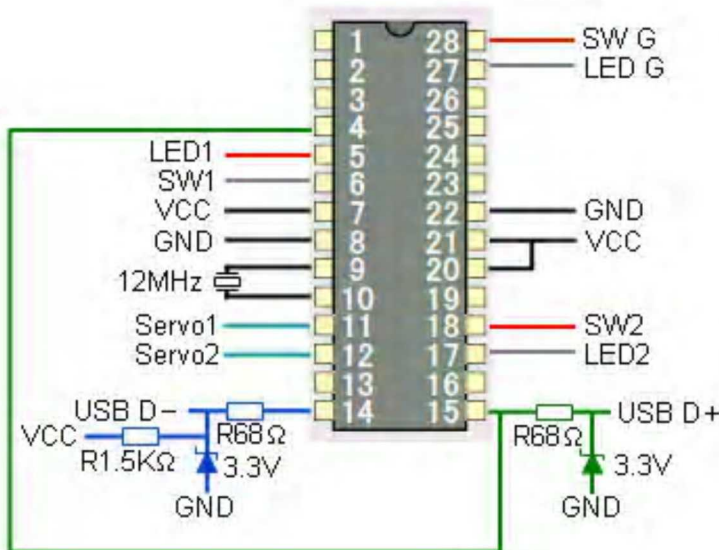 1 28 SW G
2 27 LED G
3 26
4 25
LED1 5 24
SW1 6 23
VCC 7 22 GND
GND 8 21 VCC
12MHz 9 20
10 19
Servo1 11 18 SW2
Servo2 12 17 LED2
13 16
USB D- 14 15 USB D+
VCC R68Ω R68Ω
R1.5KΩ 3.3V 3.3V
GND GND